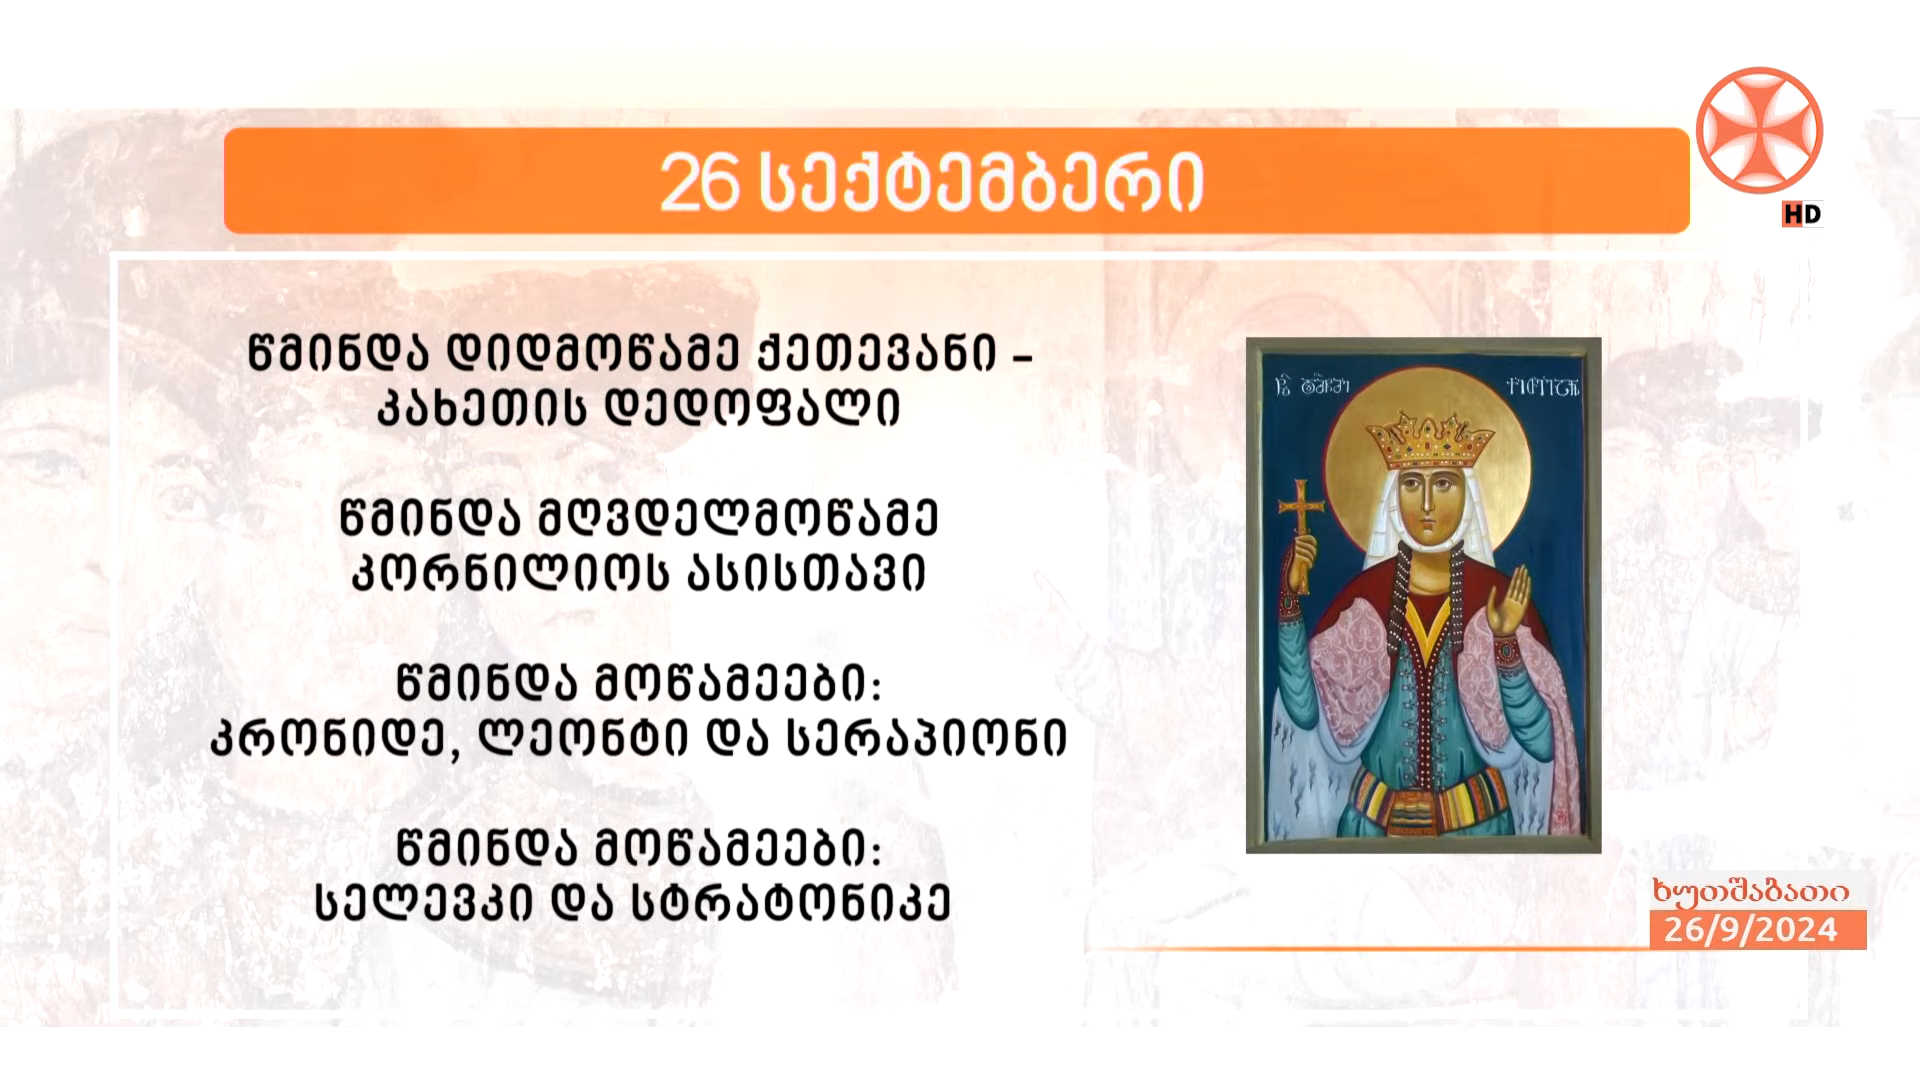 26 სექტემბერი
HD
წმინდა დიდმოწამე ქეთევანი –
კახეთის დედოფალი
წმინდა მღვდელმოწამე
კორნილიოს ასისთავი
წმინდა მოწამეები:
კრონიდე, ლეონტი და სერაპიონი
წმინდა მოწამეები:
სელევკი და სტრატონიკე
ხუთშაბათი
26/9/2024